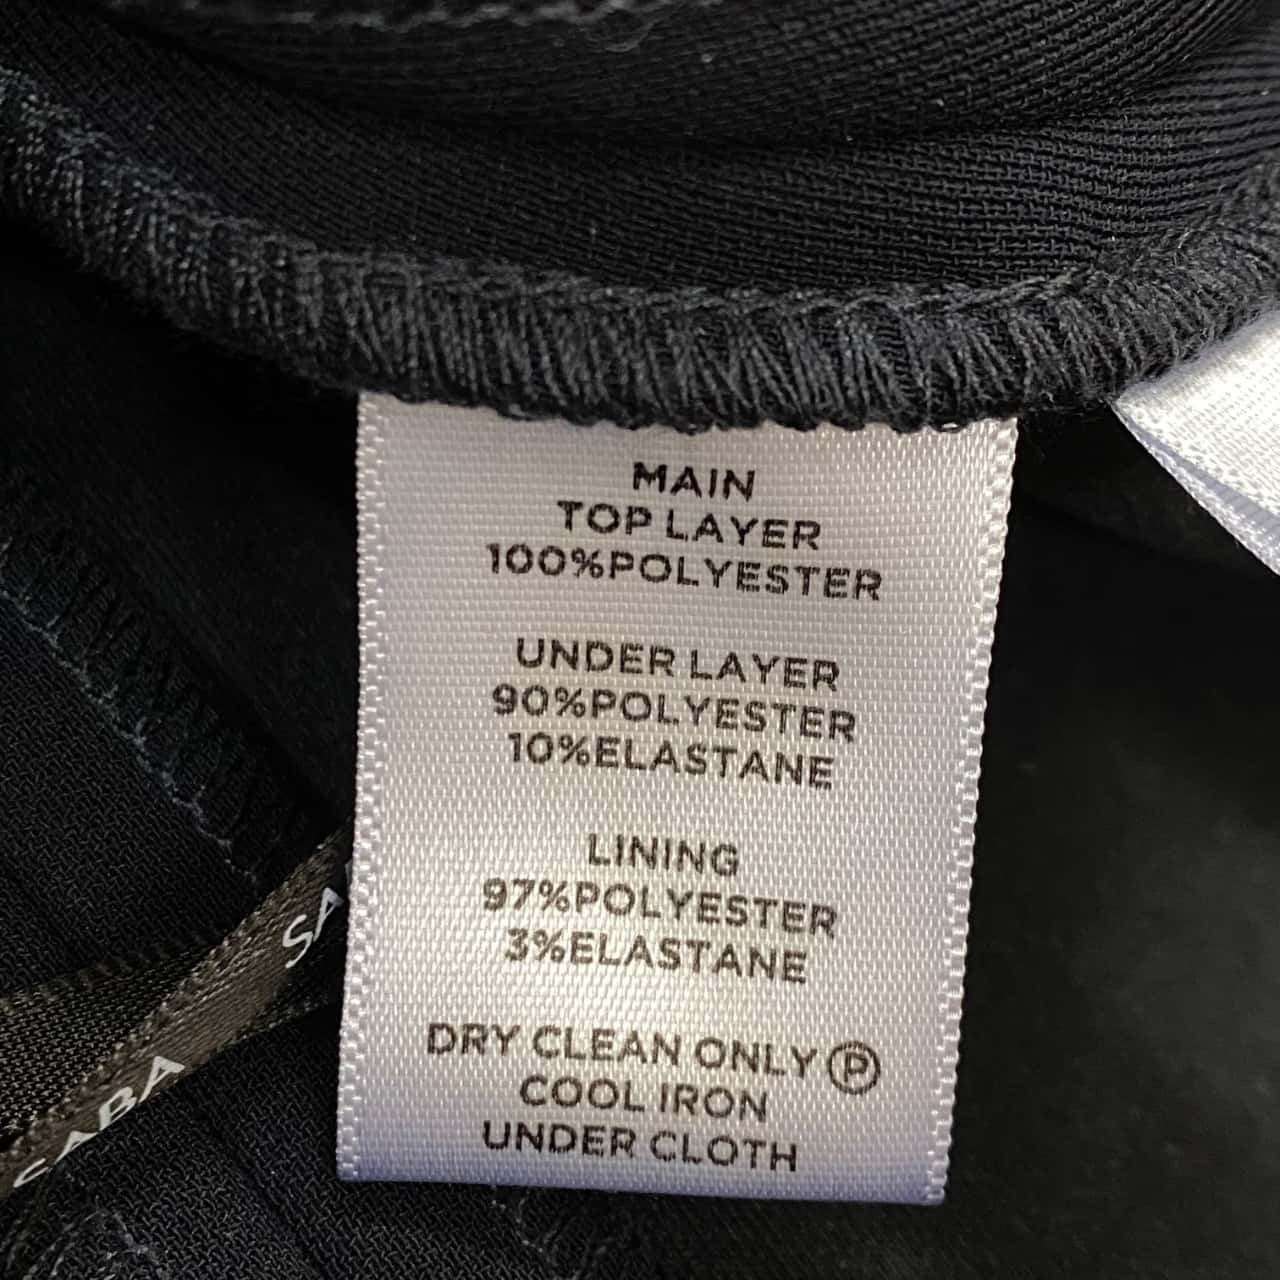 MAIN
TOP LAYER
100%POLYESTER
UNDER LAYER
90%POLYESTER
10%ELASTANE
LINING
97%POLYESTER
3%ELASTANE
DRY CLEAN ONLY Ⓟ
COOL IRON
UNDER CLOTH
SABA